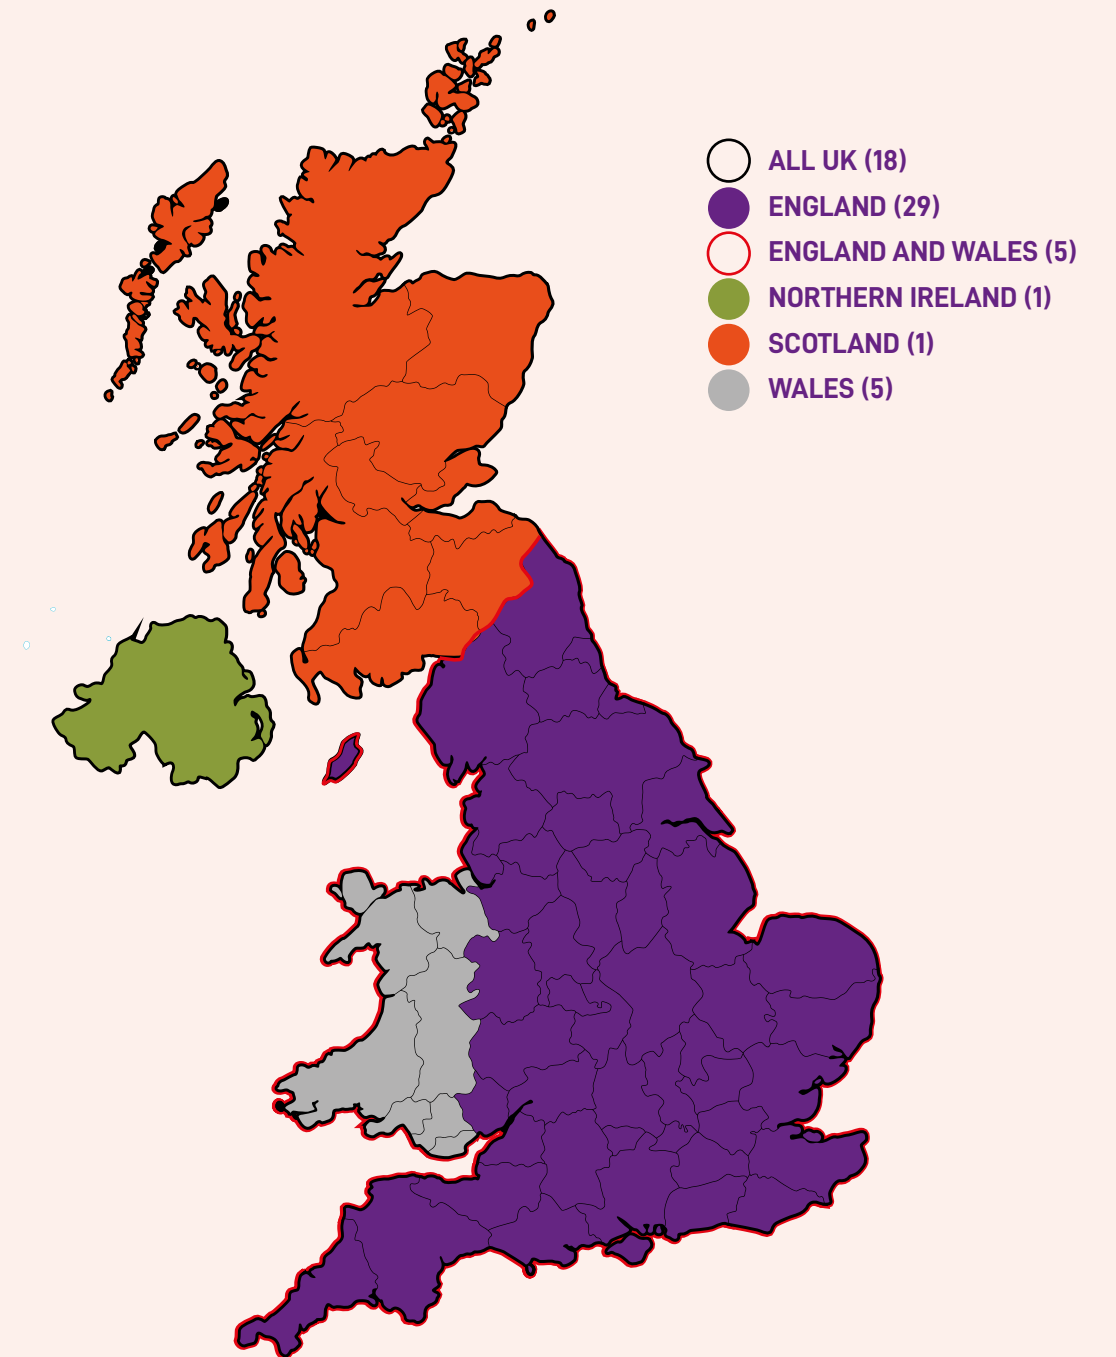 ALL UK (18)
ENGLAND (29)
ENGLAND AND WALES (5)
NORTHERN IRELAND (1)
SCOTLAND (1)
WALES (5)